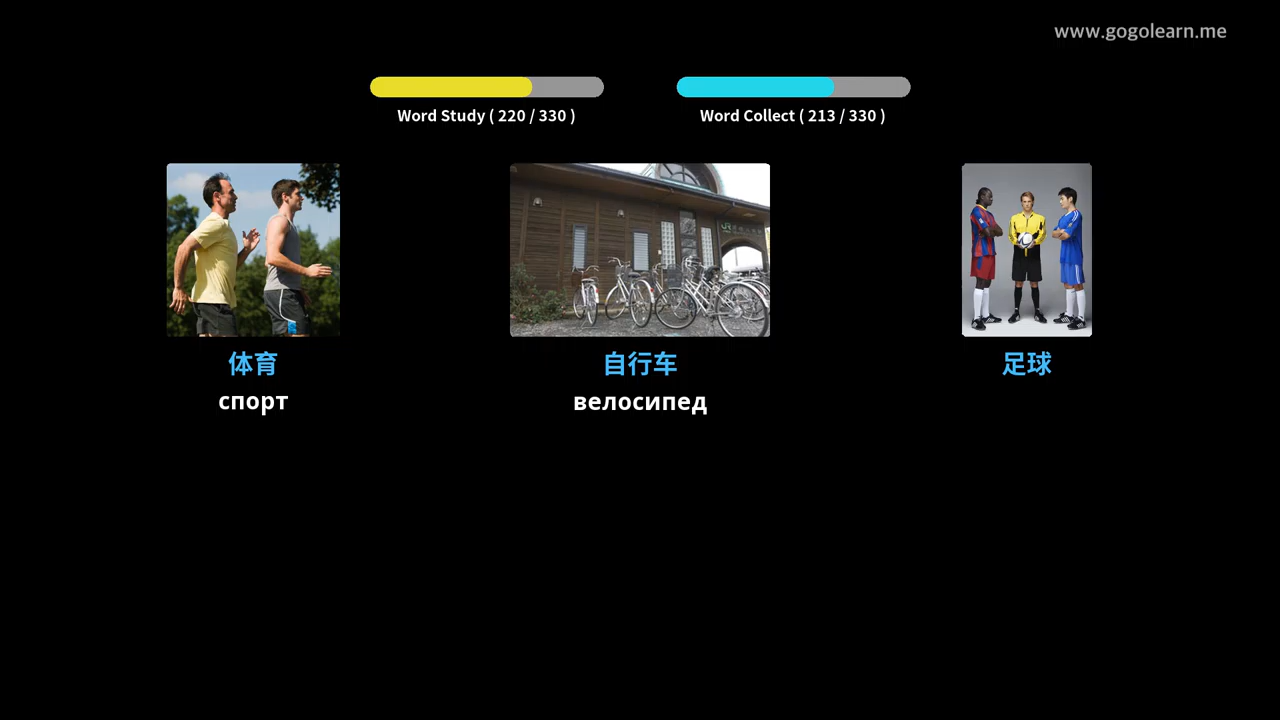 www.gogolearn.me
Word Study ( 220 / 330 )
Word Collect ( 213 / 330 )
体育
спорт
自行车
велосипед
足球